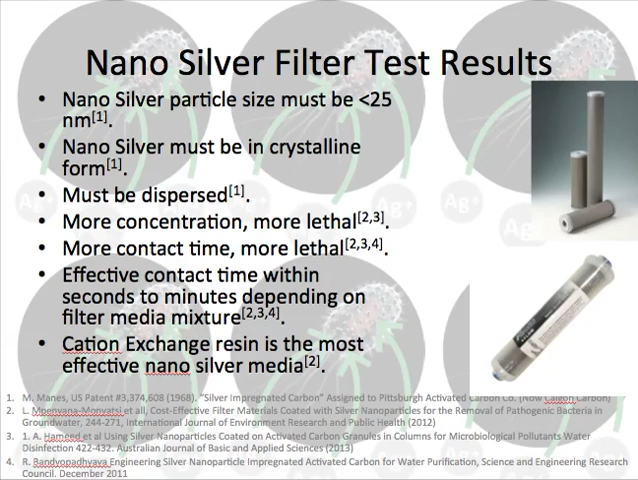 Nano Silver Filter Test Results
• Nano Silver particle size must be <25
nm[1].
• Nano Silver must be in crystalline
form[1].
• Must be dispersed[1].
• More concentration, more lethal[2,3].
• More contact time, more lethal[2,3,4].
• Effective contact time within
seconds to minutes depending on
filter media mixture[2,3,4].
• Cation Exchange resin is the most
effective nano silver media[2].
Ag+
Ag+
Ag+
Ag+
1. M. Manes, US Patent #3,374,608 (1968). "Silver Impregnated Carbon" Assigned to Pittsburgh Activated Carbon Co. (Now Calgon Carbon)
2. L. et all, Cost-Effective Filter Materials Coated with Silver Nanoparticles for the Removal of Pathogenic Bacteria in
Groundwater, 244-271, International Journal of Environment Research and Public Health (2012)
3. 1. A. Hameed et al Using Silver Nanoparticles Coated on Activated Carbon Granules in Columns for Microbiological Pollutants Water
Disinfection 422-432. Australian Journal of Basic and Applied Sciences (2013)
4. R. Bandyopadhyaya Engineering Silver Nanoparticle Impregnated Activated Carbon for Water Purification, Science and Engineering Research
Council. December 2011